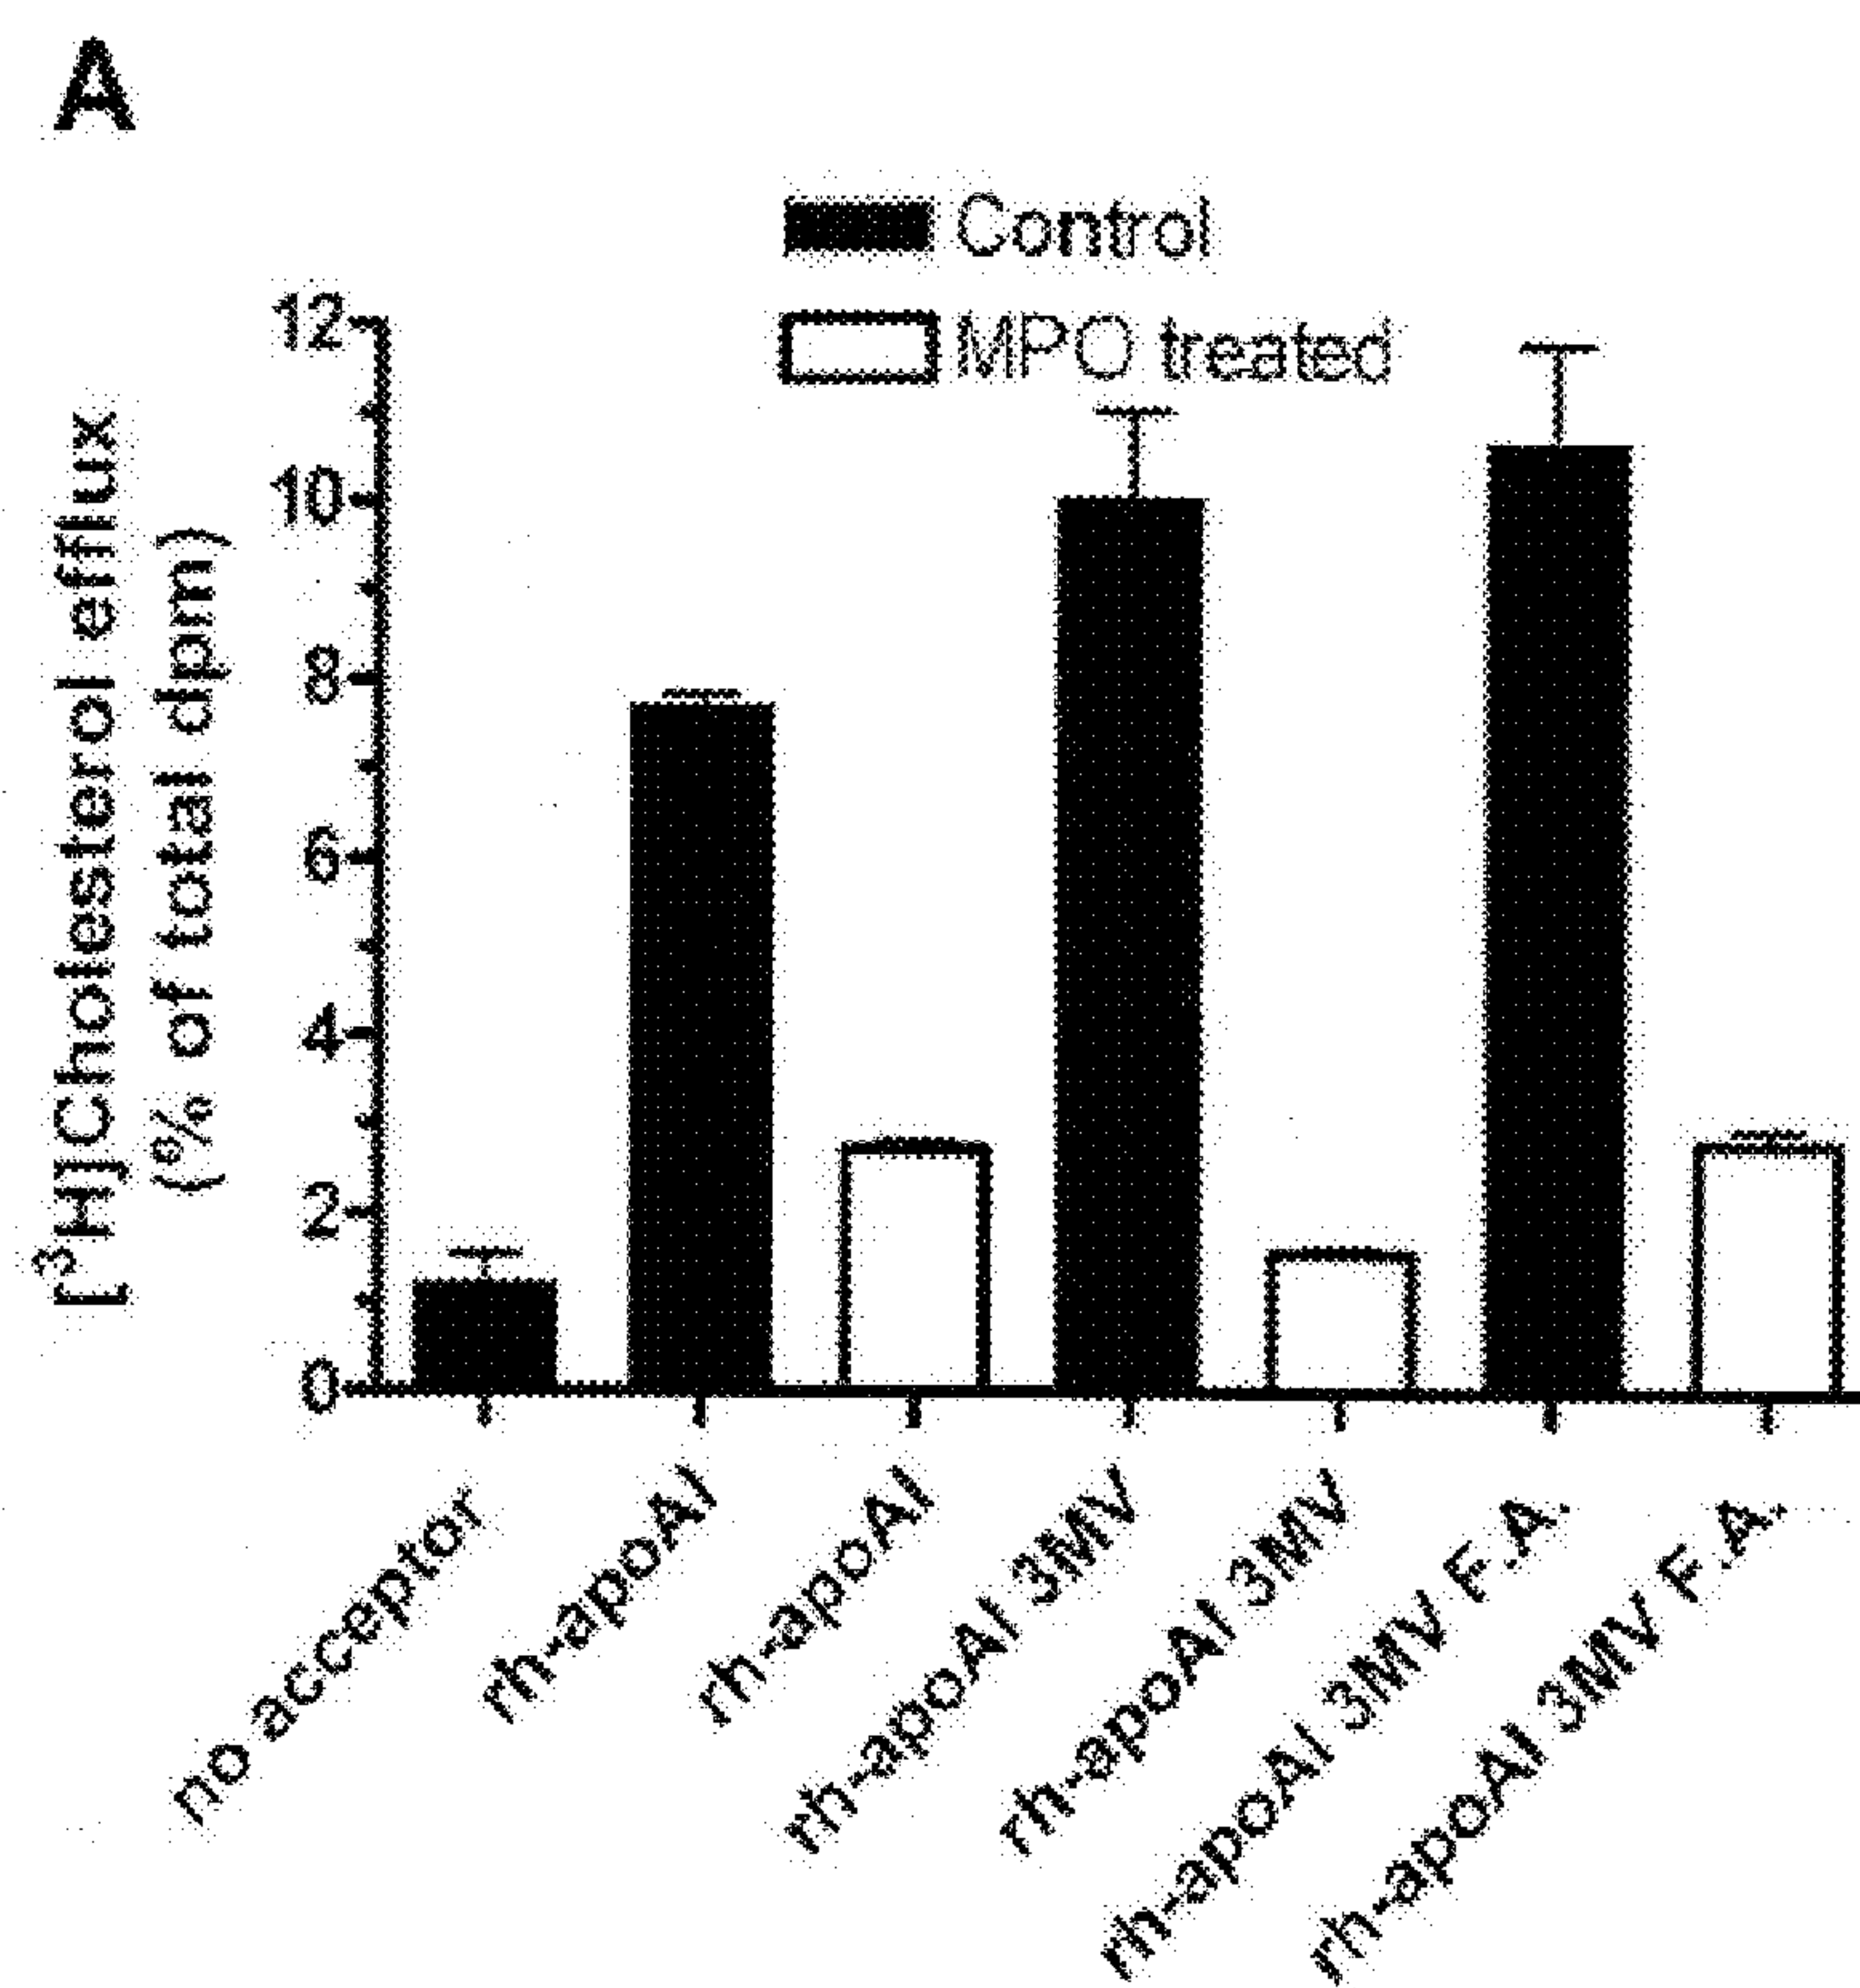 A
Control
MPO treated
12
10
8
6
4
2
0
[³H]Cholesterol efflux
(% of total dpm)
no acceptor
rh-apoAI
rh-apoAI
rh-apoAI 3MV
rh-apoAI 3MV
rh-apoAI 3MV F.A.
rh-apoAI 3MV F.A.